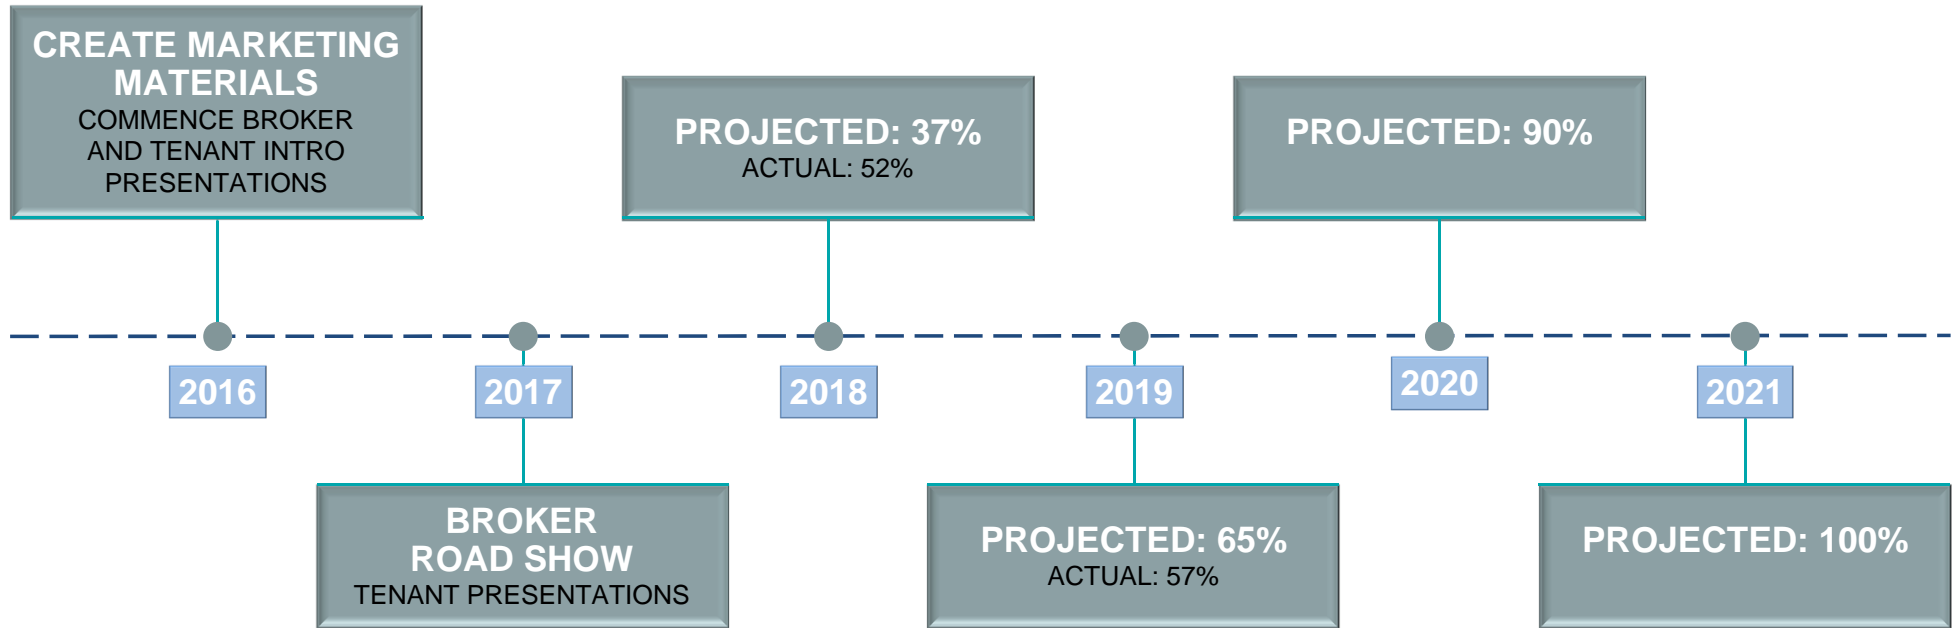 CREATE MARKETING
MATERIALS
COMMENCE BROKER
AND TENANT INTRO
PRESENTATIONS
PROJECTED: 37%
ACTUAL: 52%
PROJECTED: 90%
2016
2017
2018
2019
2020
2021
BROKER
ROAD SHOW
TENANT PRESENTATIONS
PROJECTED: 65%
ACTUAL: 57%
PROJECTED: 100%